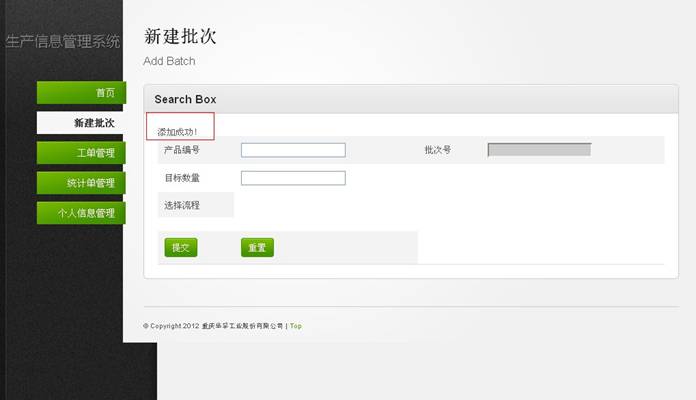 生产信息管理系统
首页
新建批次
工单管理
统计单管理
个人信息管理
新建批次
Add Batch
Search Box
添加成功！
产品编号 批次号
目标数量
选择流程
提交 重置
© Copyright 2012 重庆华孚工业股份有限公司 | Top